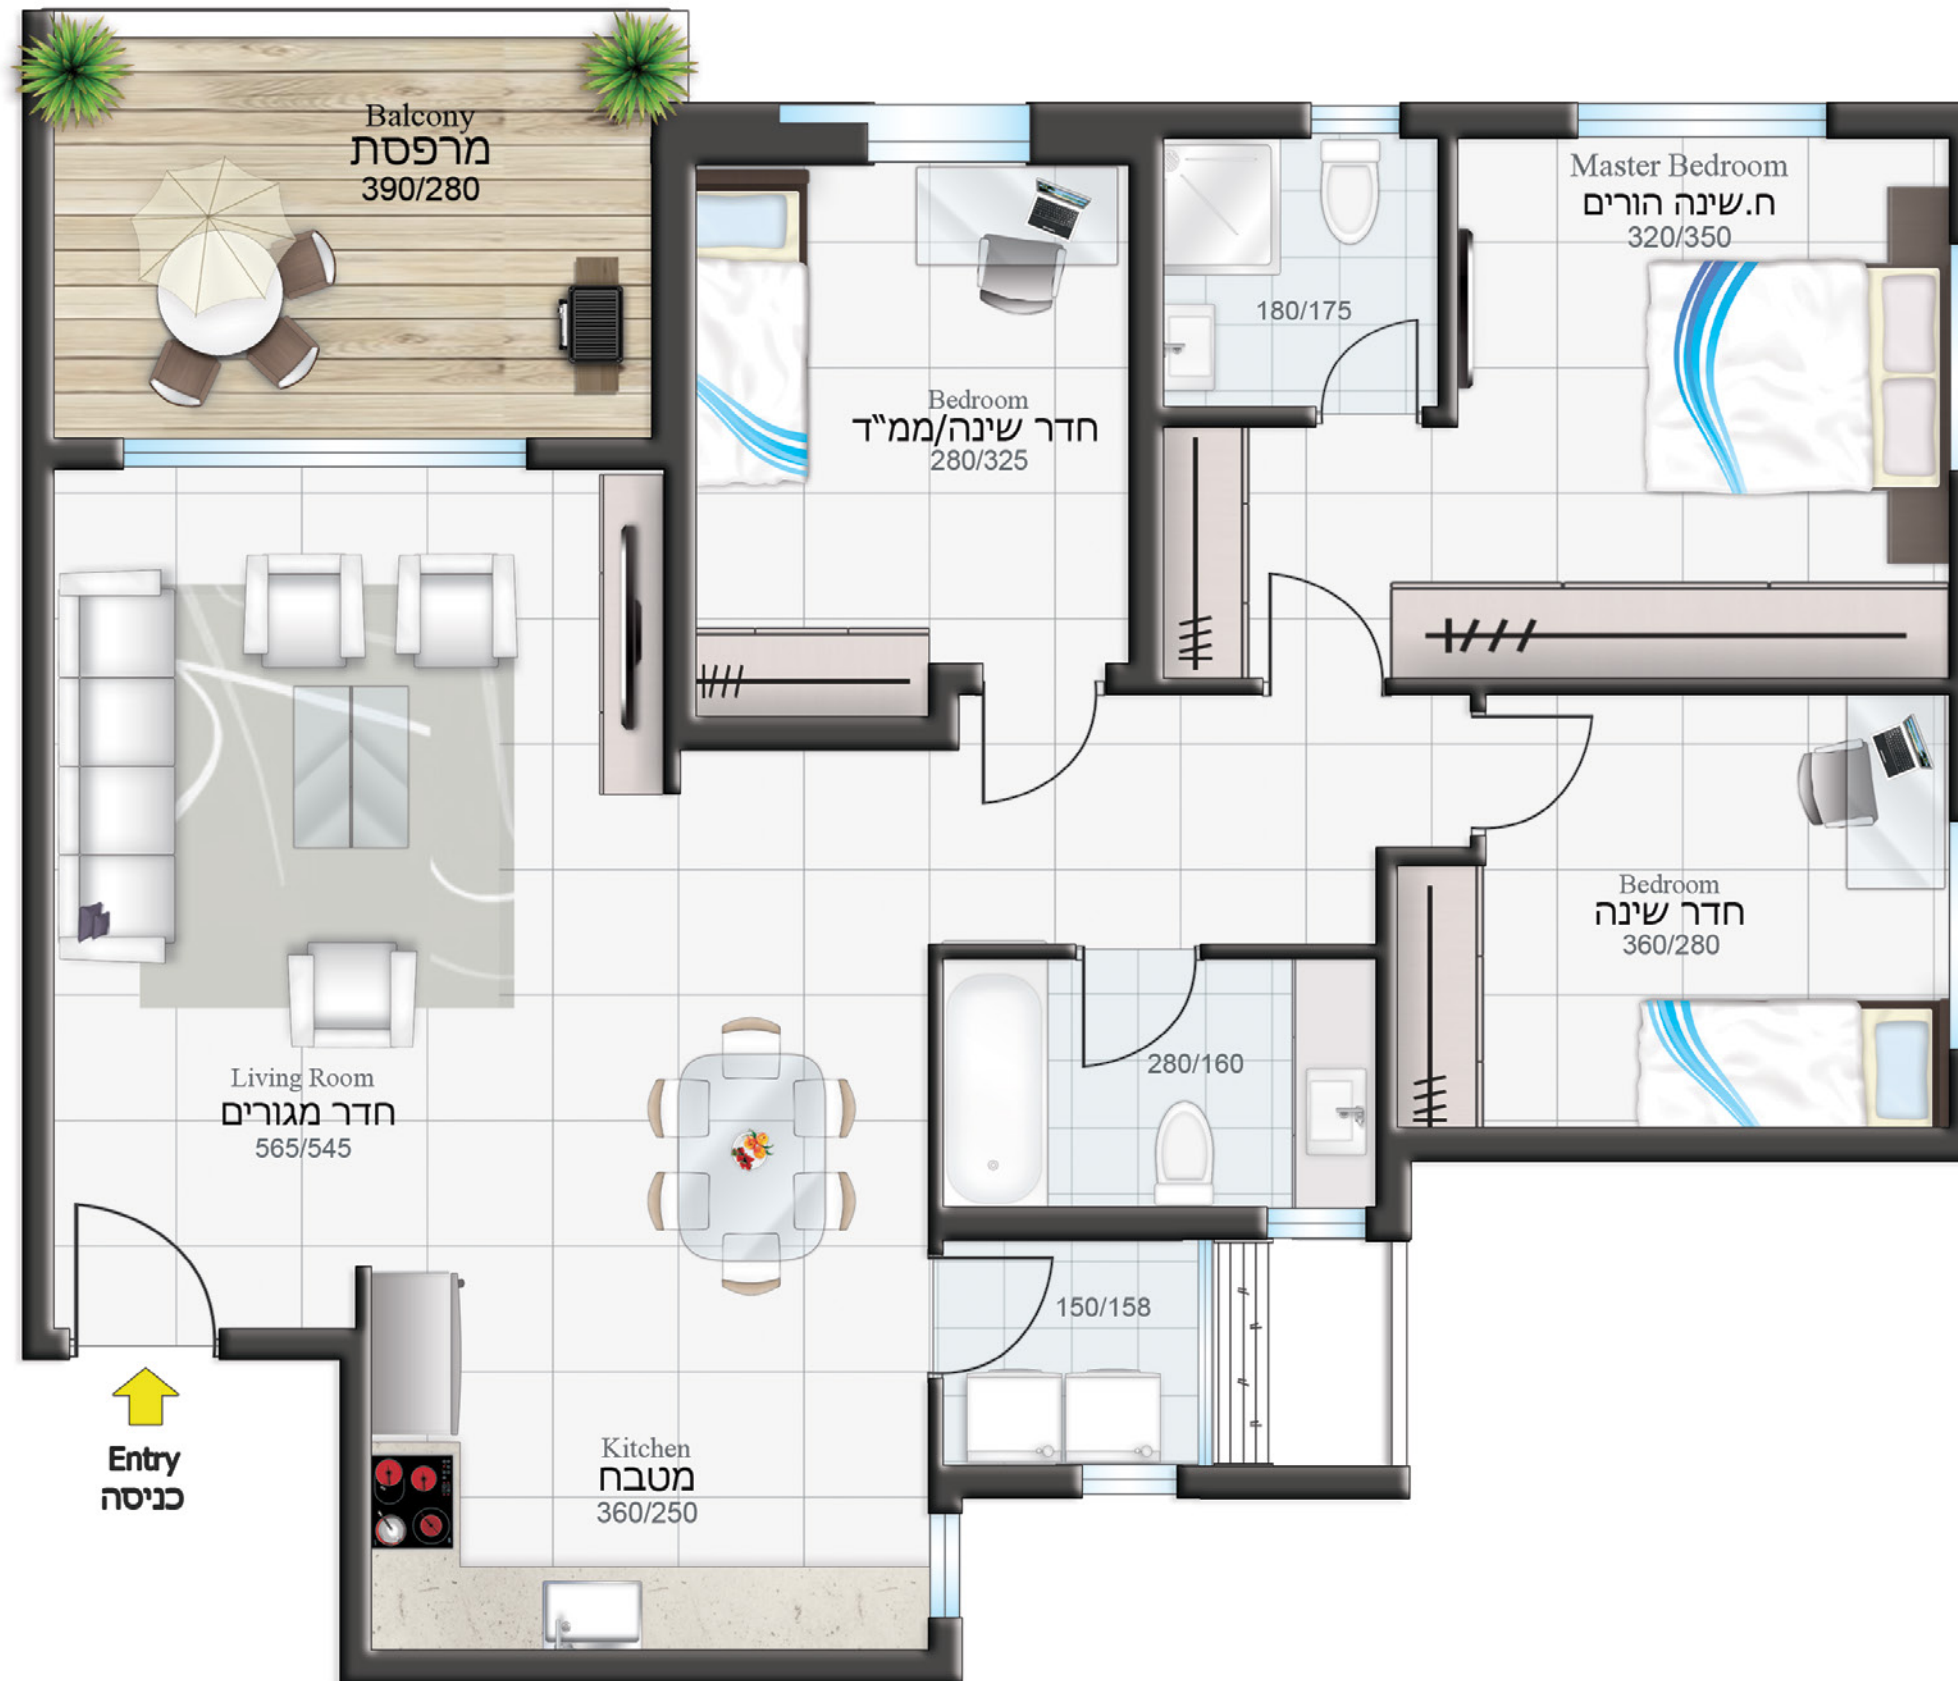 Balcony
מרפסת
390/280
Master Bedroom
ח.שינה הורים
320/350
180/175
Bedroom
חדר שינה/ממ"ד
280/325
Bedroom
חדר שינה
360/280
280/160
Living Room
חדר מגורים
565/545
150/158
Kitchen
מטבח
360/250
Entry
כניסה